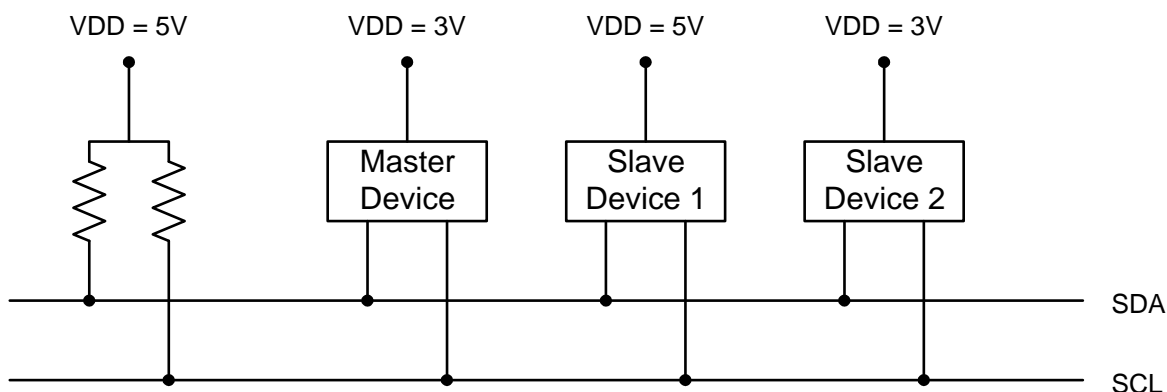 VDD = 5V
VDD = 3V
VDD = 5V
VDD = 3V
Master
Device
Slave
Device 1
Slave
Device 2
SDA
SCL